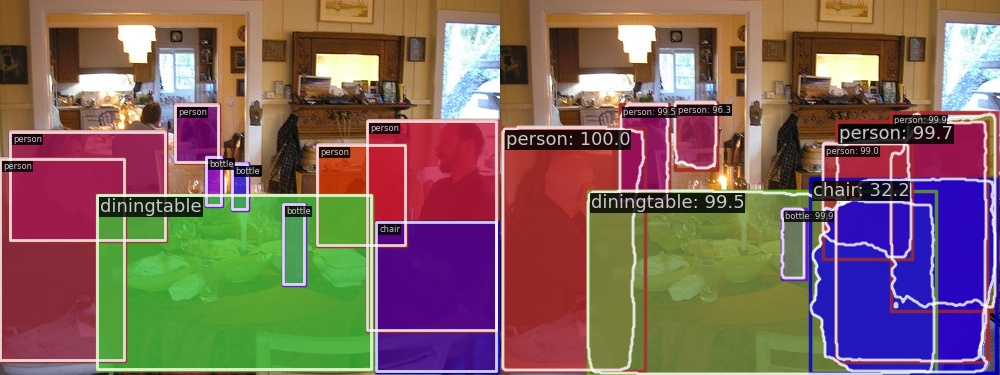 person
person
person
bottle
bottle
diningtable
bottle
person
person
chair
person: 100.0
person: 99.5
person: 96.3
diningtable: 99.5
bottle: 99.9
person: 99.9
person: 99.7
person: 99.0
chair: 32.2